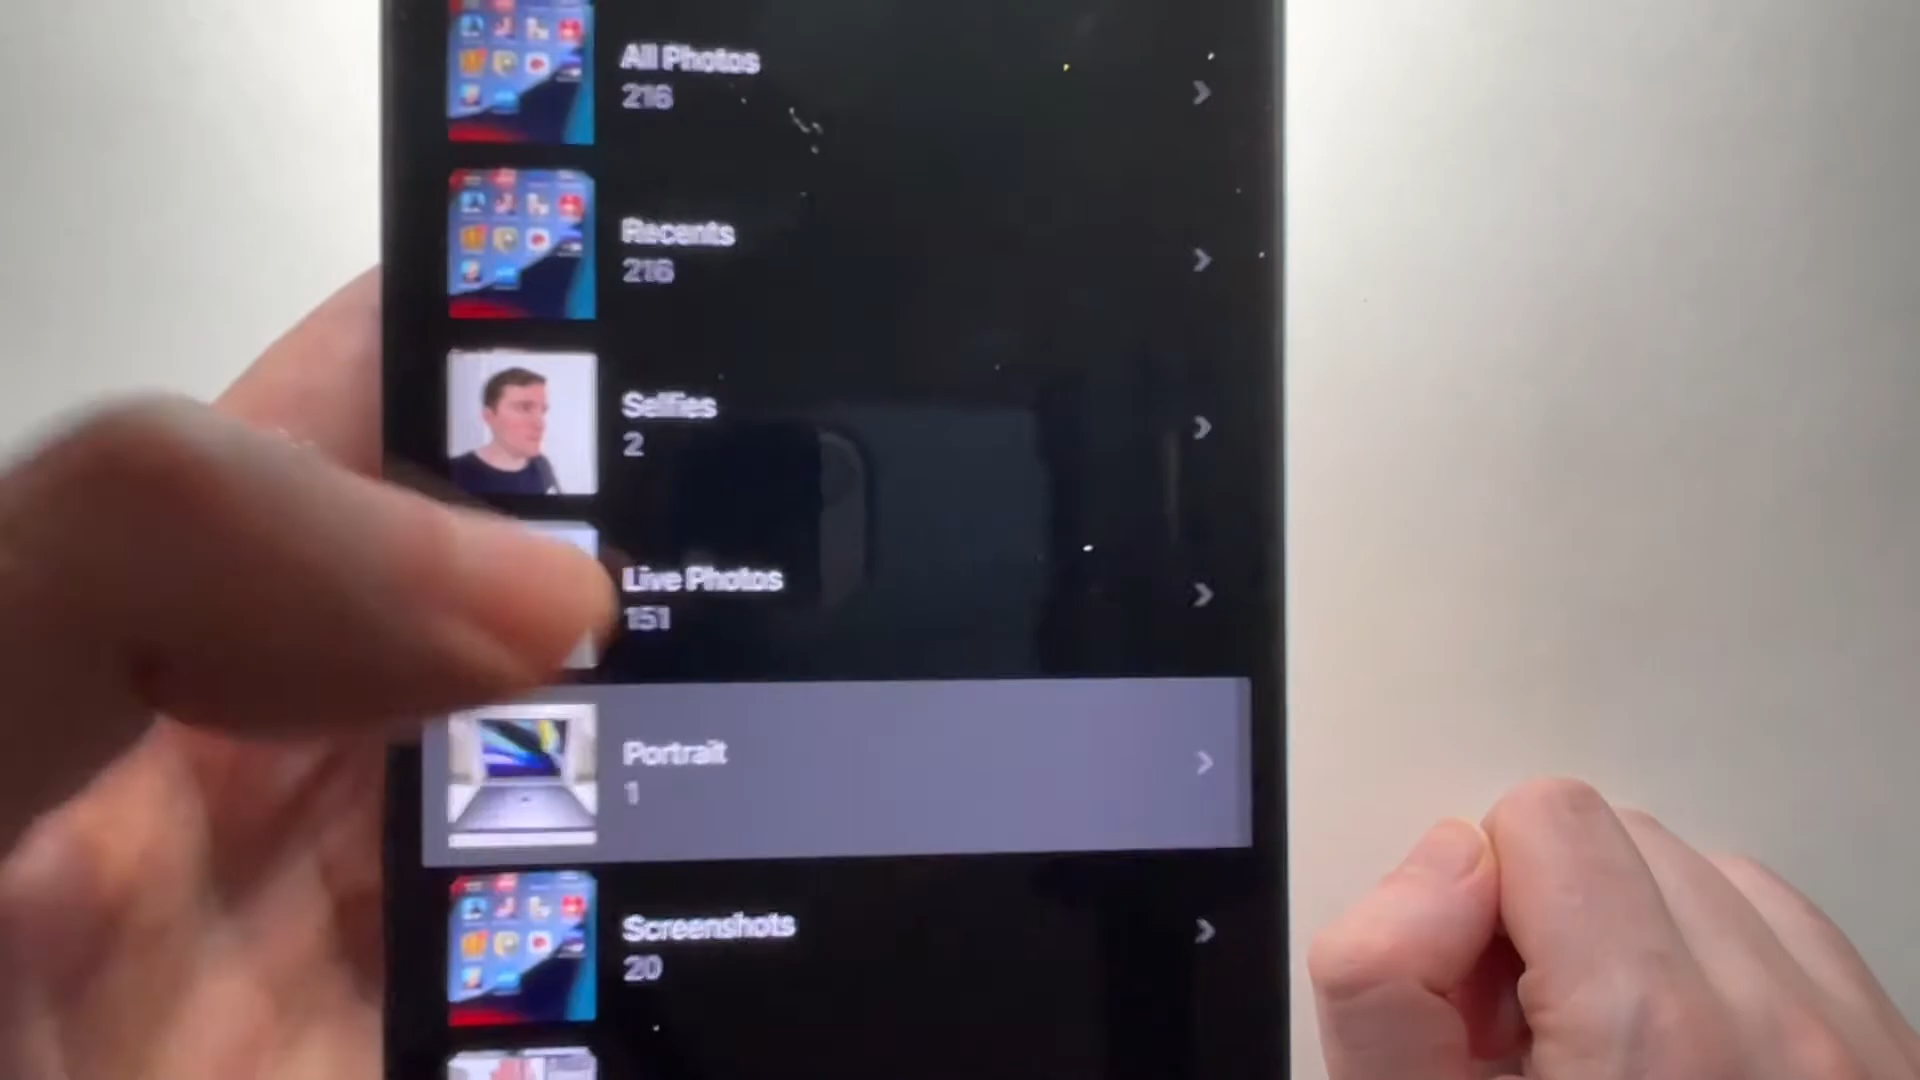 All Photos
216
Recents
216
Selfies
2
Live Photos
151
Portrait
1
Screenshots
20